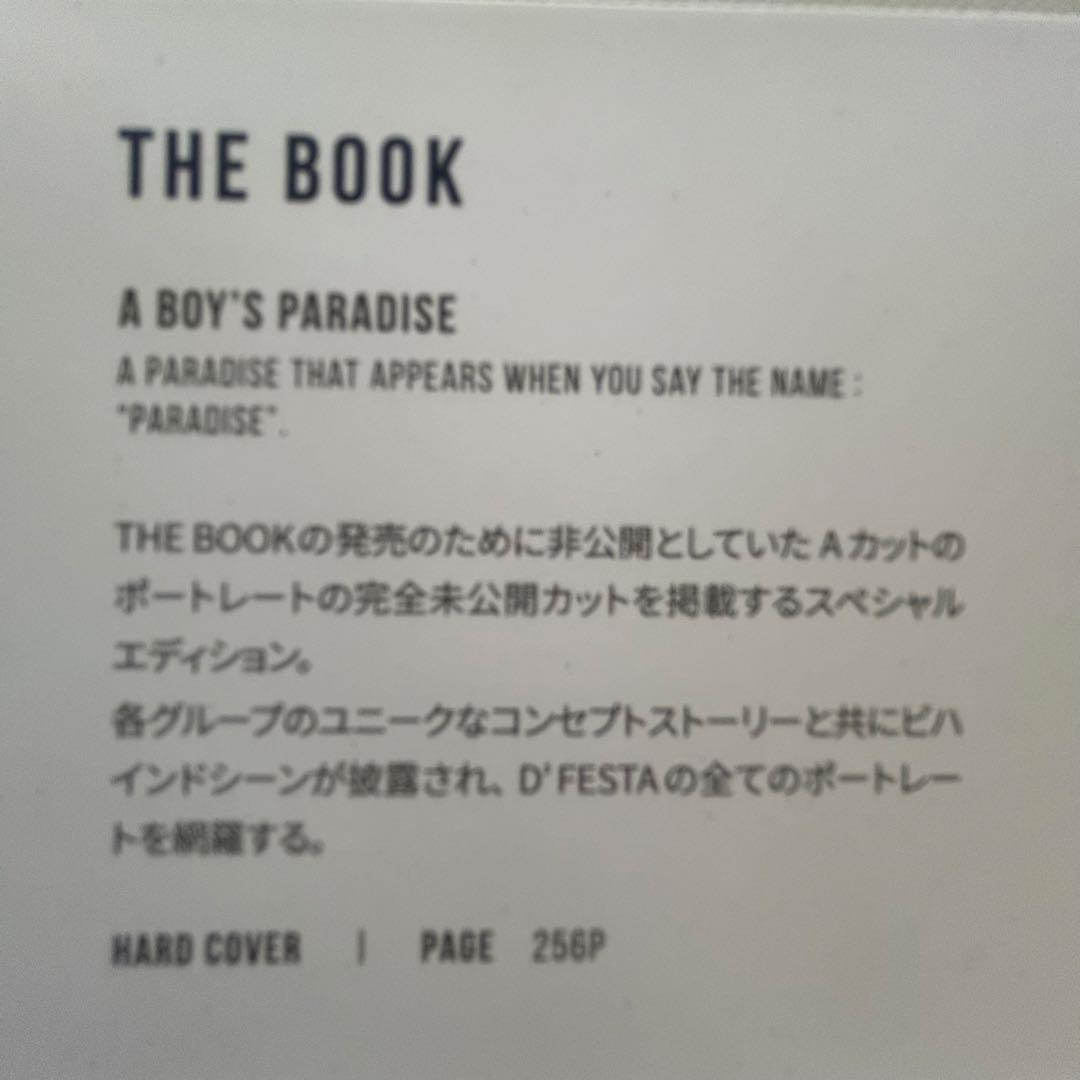 THE BOOK
A BOY'S PARADISE
A PARADISE THAT APPEARS WHEN YOU SAY THE NAME :
"PARADISE".
THE BOOKの発売のために非公開としていた Aカットの
ポートレートの完全未公開カットを掲載するスペシャル
エディション。
各グループのユニークなコンセプトストーリーと共にビハ
インドシーンが披露され、D'FESTAの全てのポートレー
トを網羅する。
HARD COVER | PAGE 256P